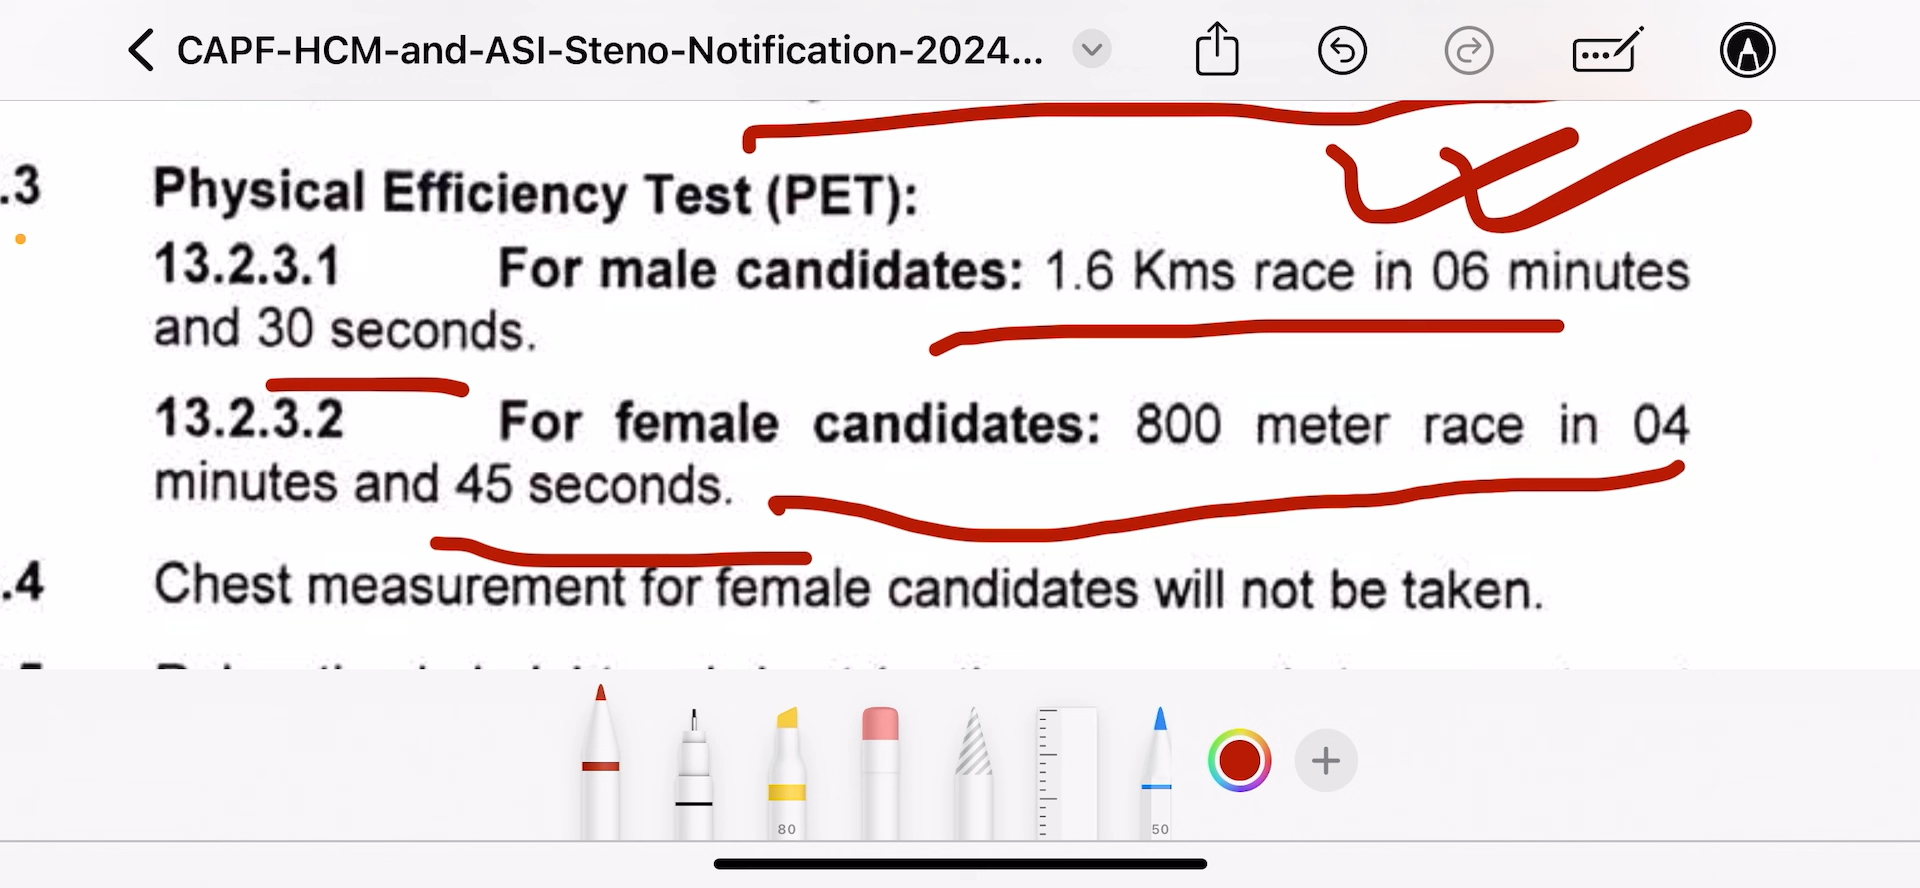 CAPF-HCM-and-ASI-Steno-Notification-2024...
.3 Physical Efficiency Test (PET):
13.2.3.1 For male candidates: 1.6 Kms race in 06 minutes
and 30 seconds.
13.2.3.2 For female candidates: 800 meter race in 04
minutes and 45 seconds.
.4 Chest measurement for female candidates will not be taken.
80
50